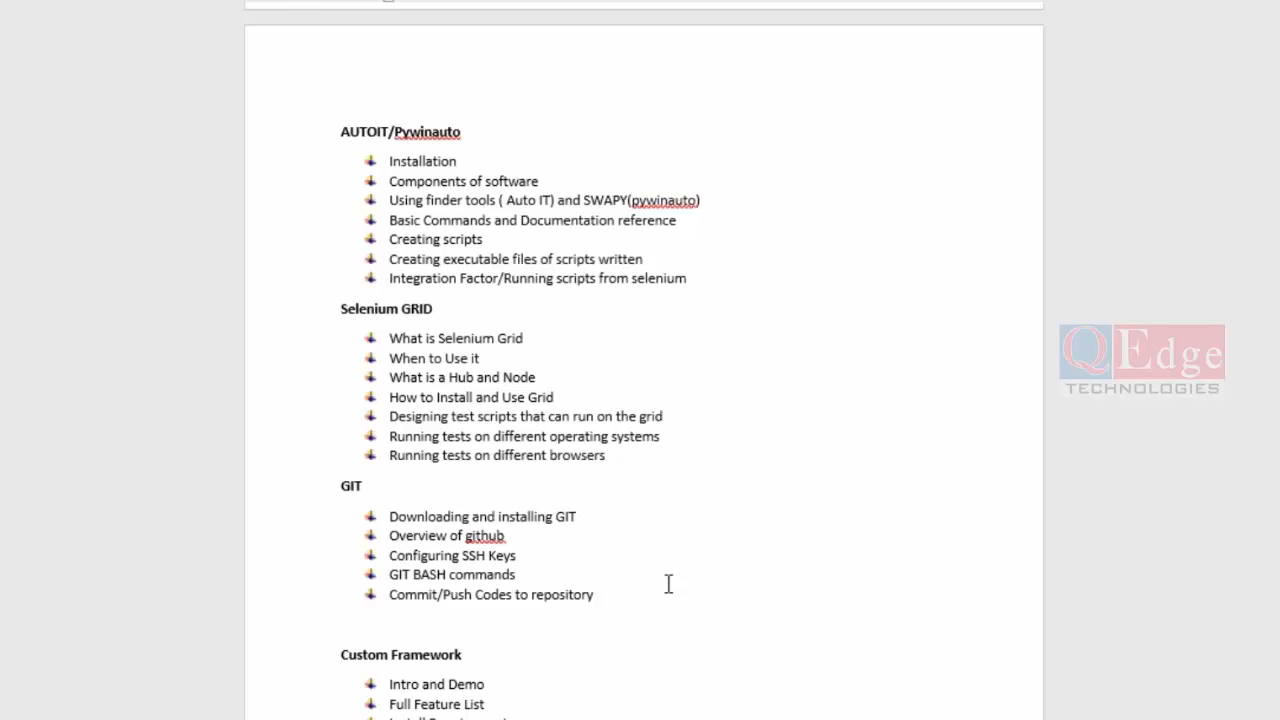 AUTOIT/Pywinauto
Installation
Components of software
Using finder tools ( Auto IT) and SWAPY(pywinauto)
Basic Commands and Documentation reference
Creating scripts
Creating executable files of scripts written
Integration Factor/Running scripts from selenium
Selenium GRID
What is Selenium Grid
When to Use it
What is a Hub and Node
How to Install and Use Grid
Designing test scripts that can run on the grid
Running tests on different operating systems
Running tests on different browsers
GIT
Downloading and installing GIT
Overview of github
Configuring SSH Keys
GIT BASH commands
Commit/Push Codes to repository
Custom Framework
Intro and Demo
Full Feature List
QEdge
TECHNOLOGIES